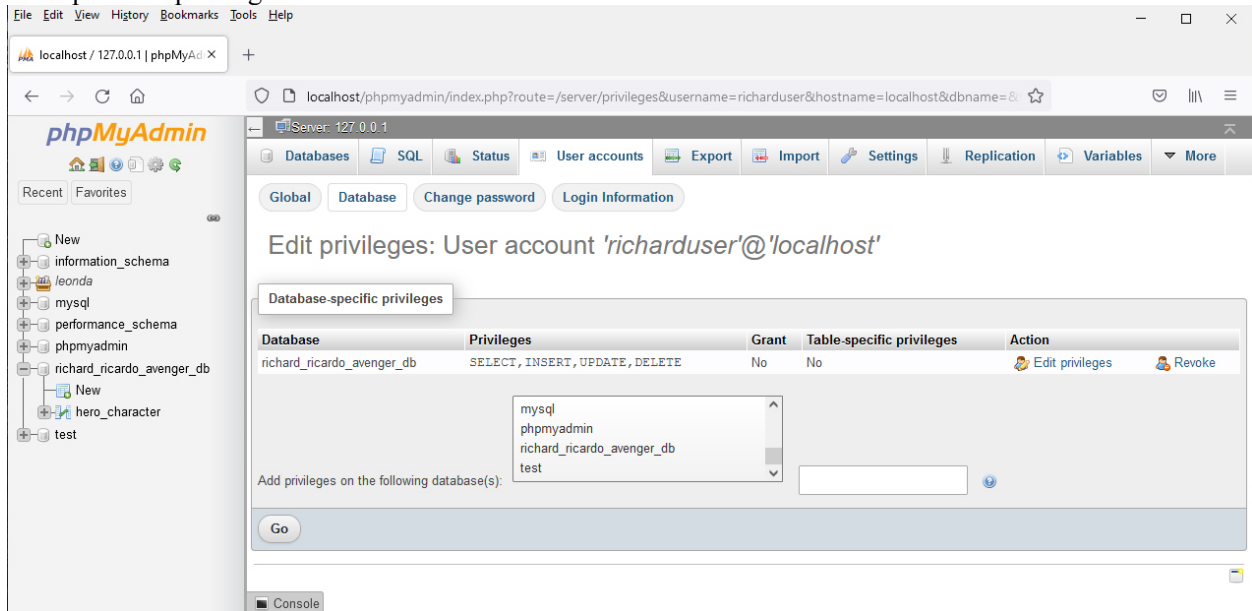 File Edit View History Bookmarks Tools Help
localhost / 127.0.0.1 | phpMyAd
localhost/phpmyadmin/index.php?route=/server/privileges&username=richarduser&hostname=localhost&dbname=&
phpMyAdmin
Server: 127.0.0.1
Databases SQL Status User accounts Export Import Settings Replication Variables More
Recent Favorites
Global Database Change password Login Information
New
information_schema
leonda
mysql
performance_schema
phpmyadmin
richard_ricardo_avenger_db
New
hero_character
test
Edit privileges: User account 'richarduser'@'localhost'
Database-specific privileges
Database Privileges Grant Table-specific privileges Action
richard_ricardo_avenger_db SELECT,INSERT,UPDATE,DELETE No No Edit privileges Revoke
mysql
phpmyadmin
richard_ricardo_avenger_db
test
Add privileges on the following database(s):
Go
Console